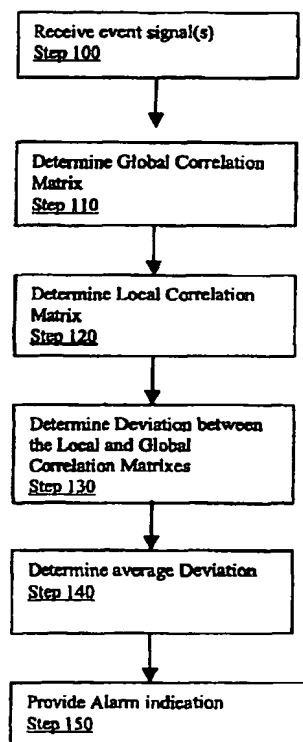 Receive event signal(s)
Step 100
Determine Global Correlation
Matrix
Step 110
Determine Local Correlation
Matrix
Step 120
Determine Deviation between
the Local and Global
Correlation Matrixes
Step 130
Determine average Deviation
Step 140
Provide Alarm indication
Step 150